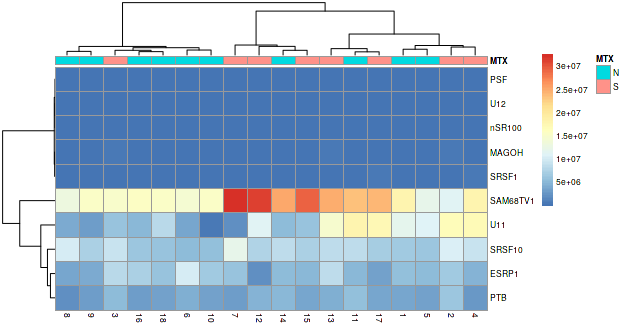 MTX
PSF
U12
nSR100
MAGOH
SRSF1
SAM68TV1
U11
SRSF10
ESRP1
PTB
8 9 3 16 18 6 10 7 12 14 15 13 11 17 1 5 2 4
3e+07
2.5e+07
2e+07
1.5e+07
1e+07
5e+06
MTX
N
S